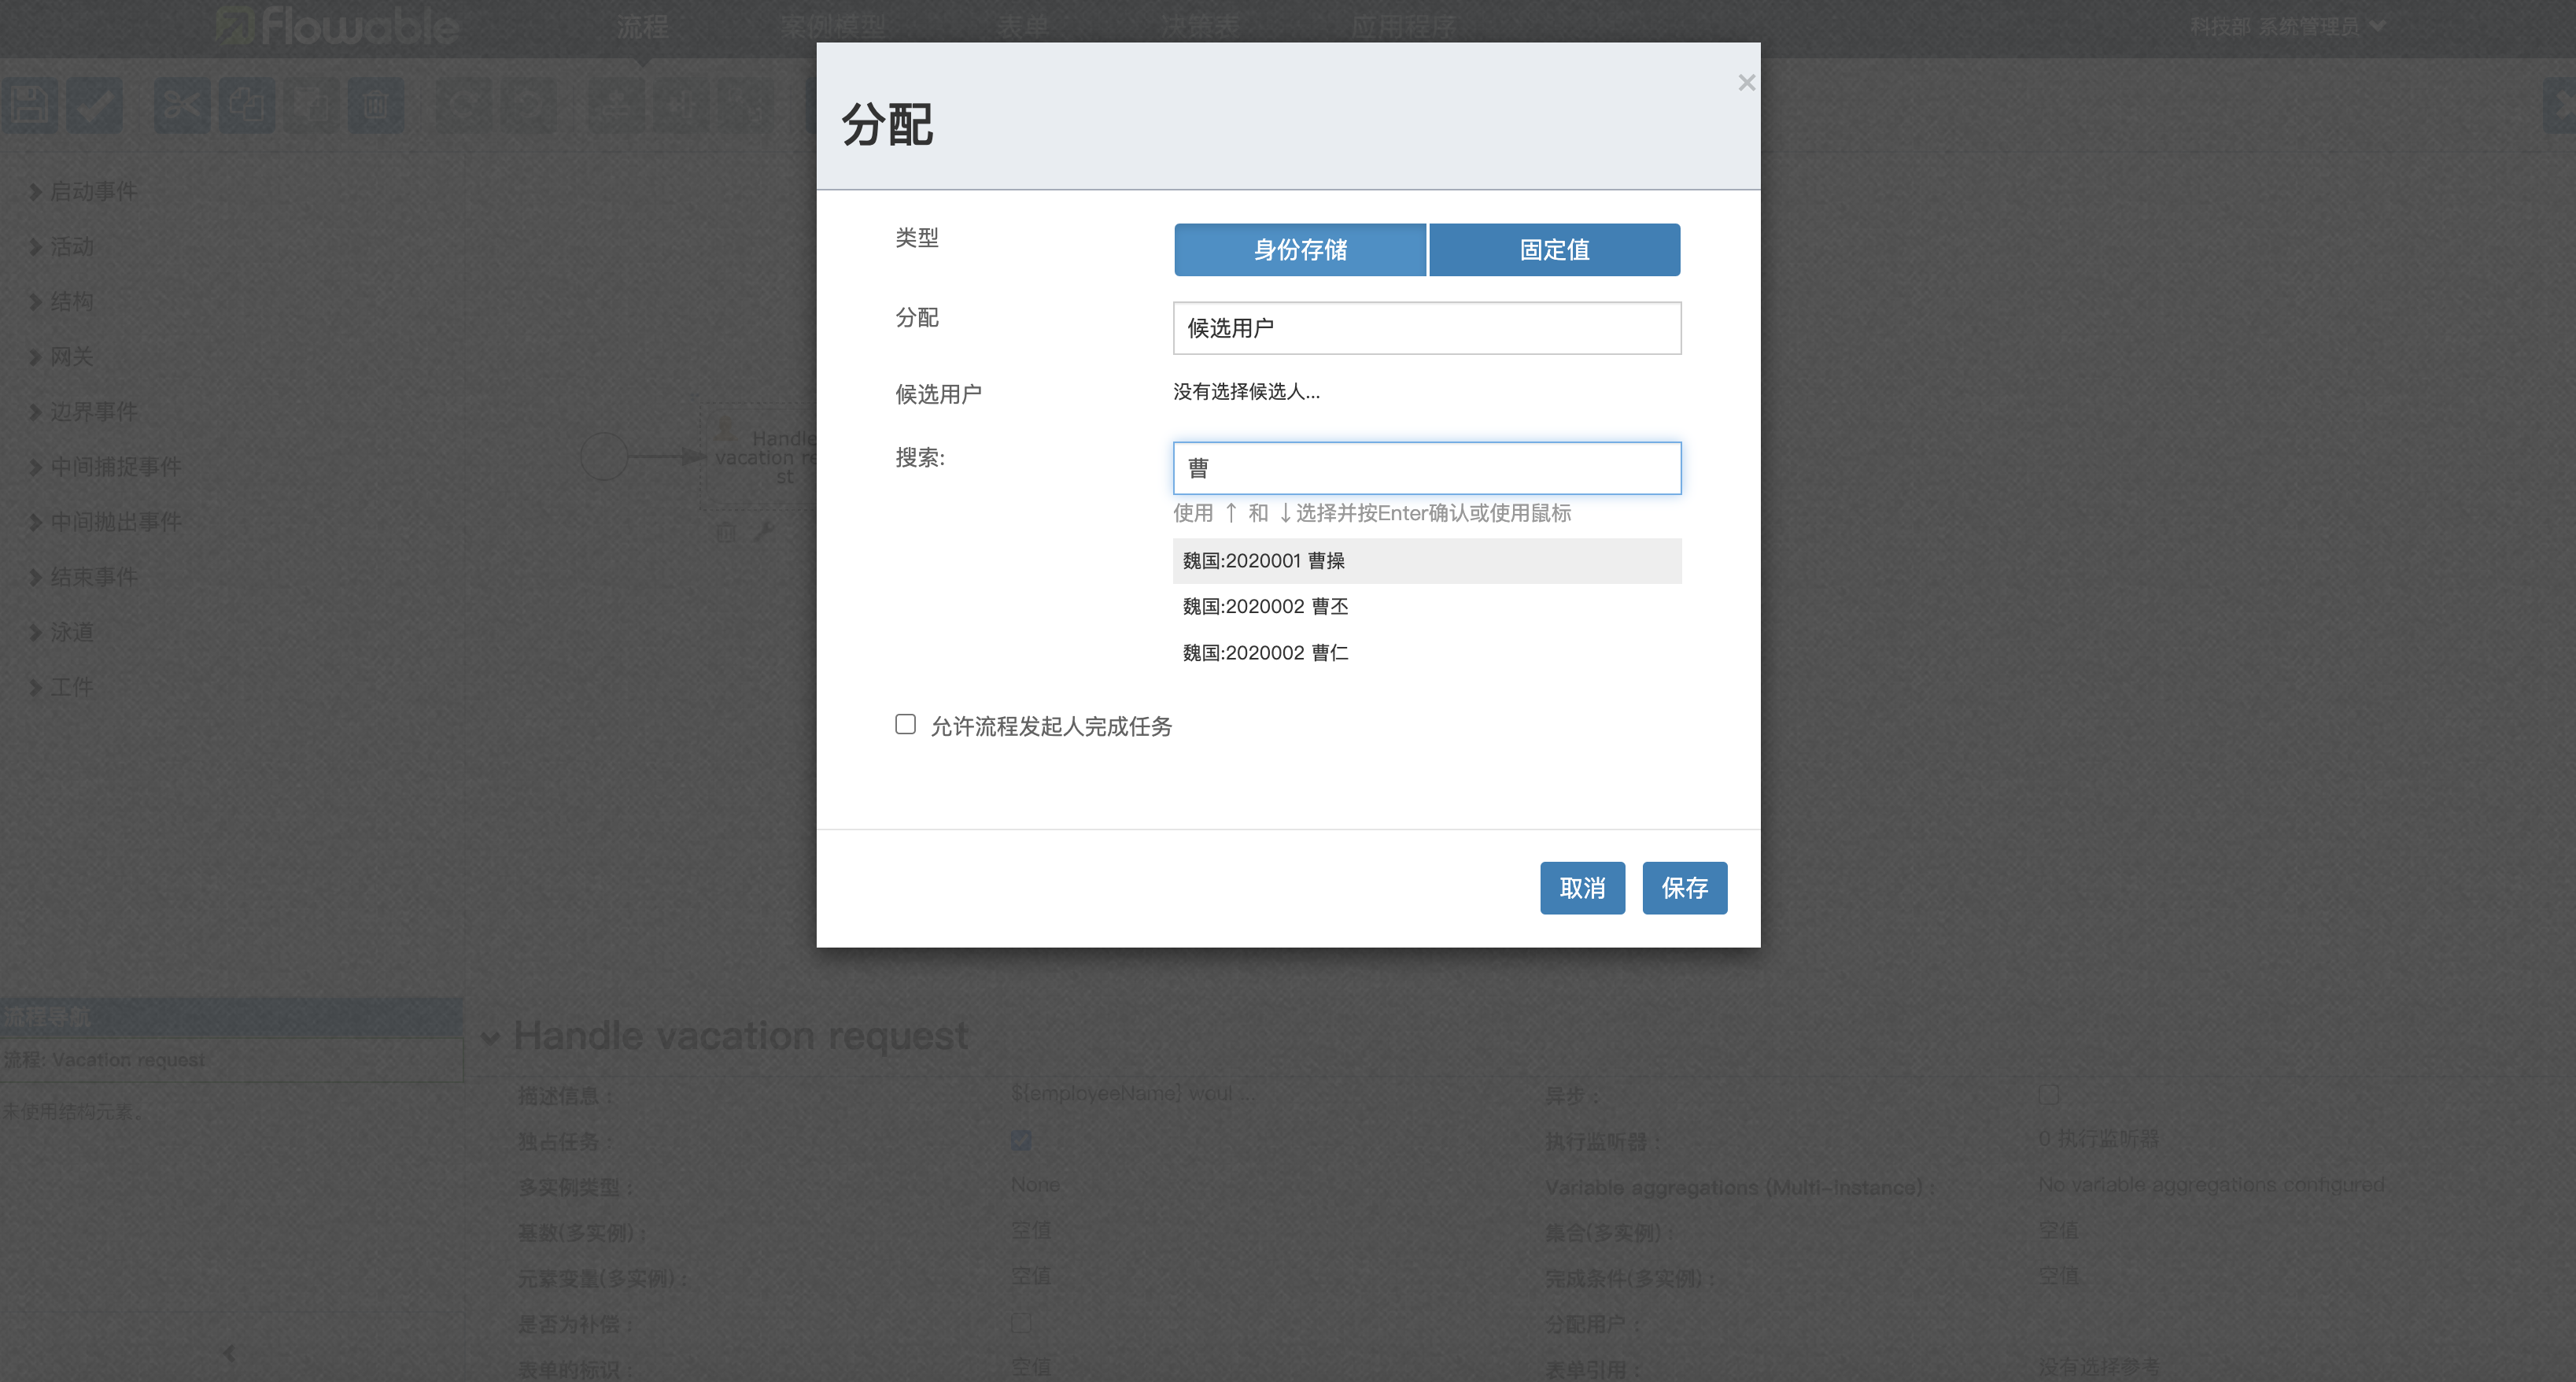 flowable
流程 案例模型 表单 决策表 应用程序
科技部 系统管理员
分配
启动事件
活动
结构
网关
边界事件
中间捕捉事件
中间抛出事件
结束事件
泳道
工件
Handle
vacation re
st
类型
身份存储 固定值
分配
候选用户
候选用户
没有选择候选人...
搜索:
曹
使用 ↑ 和 ↓选择并按Enter确认或使用鼠标
魏国:2020001 曹操
魏国:2020002 曹丕
魏国:2020002 曹仁
允许流程发起人完成任务
取消 保存
流程导航
流程: Vacation request
未使用结构元素。
Handle vacation request
描述信息 : ${employeeName} woul ... 异步 :
独占任务 : 执行监听器 : 0 执行监听器
多实例类型 : None Variable aggregations (Multi-instance) : No variable aggregations configured
基数(多实例) : 空值 集合(多实例) : 空值
元素变量(多实例) : 空值 完成条件(多实例) : 空值
是否为补偿 : 分配用户 :
表单的标识 : 空值 表单引用 : 没有选择参考